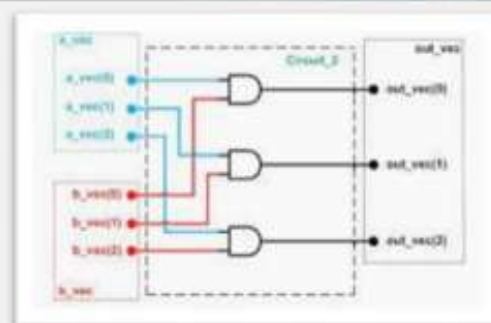 a_vec
a_vec(0)
a_vec(1)
a_vec(2)
b_vec(0)
b_vec(1)
b_vec(2)
b_vec
Circuit_2
out_vec
out_vec(0)
out_vec(1)
out_vec(2)